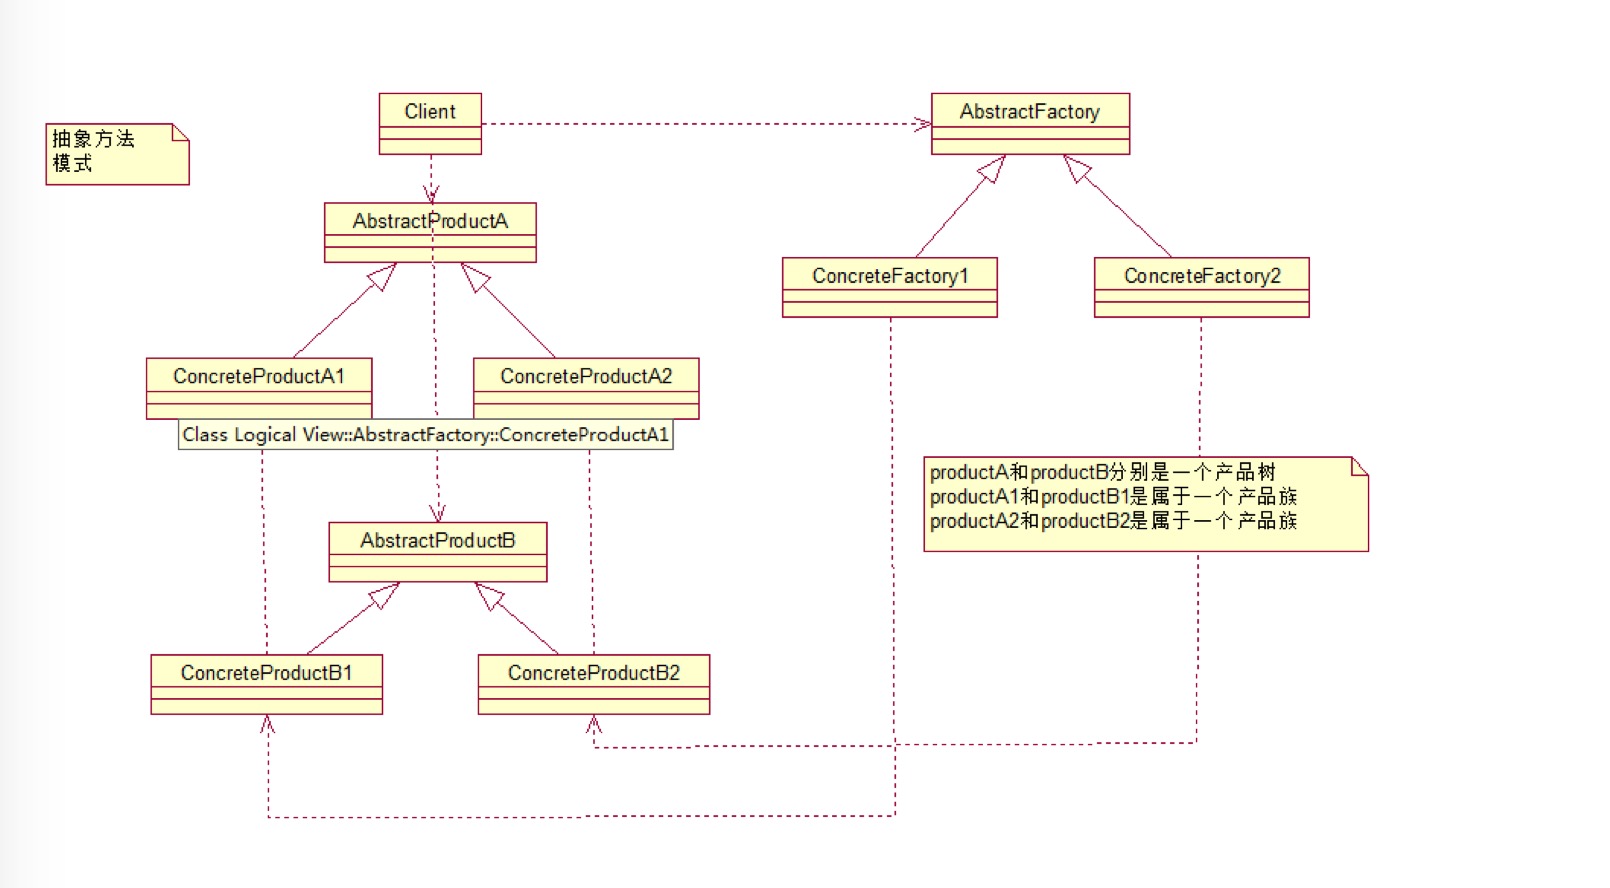 Client
AbstractFactory
抽象方法
模式
AbstractProductA
ConcreteFactory1
ConcreteFactory2
ConcreteProductA1
ConcreteProductA2
Class Logical View::AbstractFactory::ConcreteProductA1
productA和productB分别是一个产品树
productA1和productB1是属于一个产品族
productA2和productB2是属于一个产品族
AbstractProductB
ConcreteProductB1
ConcreteProductB2